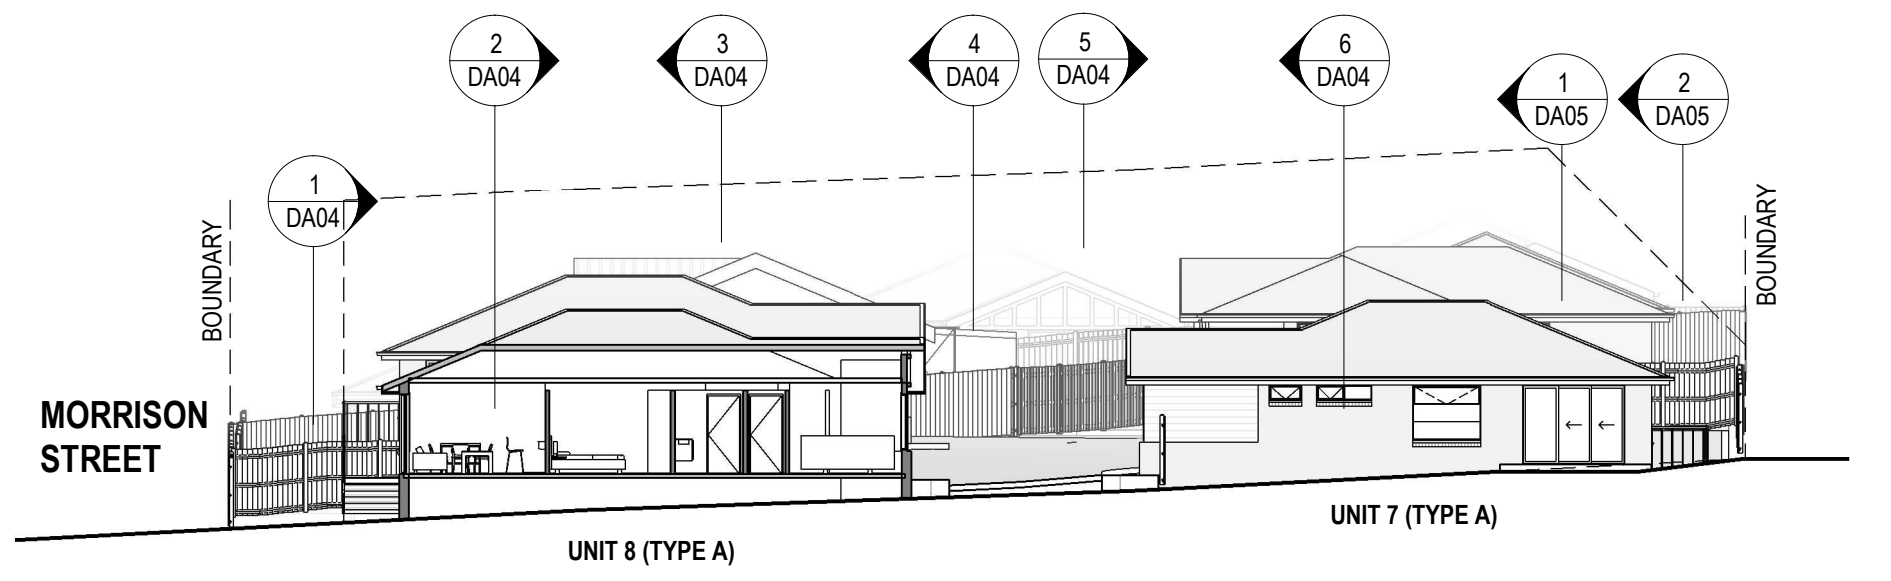 2
DA04
3
DA04
4
DA04
5
DA04
6
DA04
1
DA05
2
DA05
1
DA04
BOUNDARY
BOUNDARY
MORRISON
STREET
UNIT 7 (TYPE A)
UNIT 8 (TYPE A)